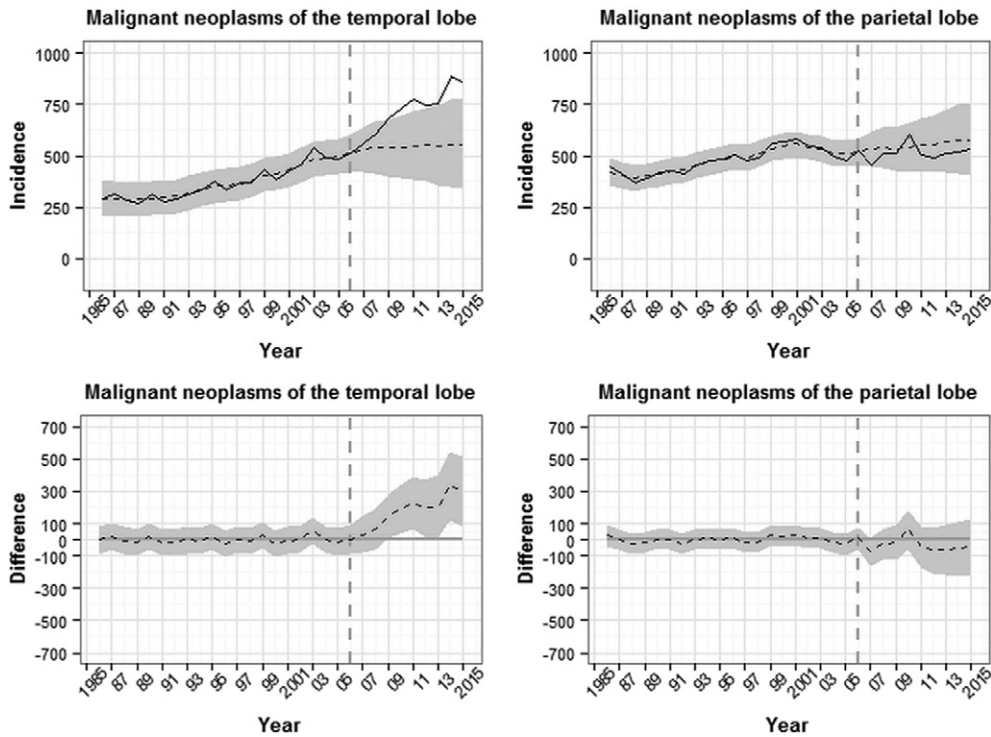 Malignant neoplasms of the temporal lobe
Incidence
1000
750
500
250
0
1985 87 89 91 93 95 97 99 2001 03 05 07 09 11 13 2015
Year
Malignant neoplasms of the parietal lobe
Incidence
1000
750
500
250
0
1985 87 89 91 93 95 97 99 2001 03 05 07 09 11 13 2015
Year
Malignant neoplasms of the temporal lobe
Difference
700
500
300
100
0
-100
-300
-500
-700
1985 87 89 91 93 95 97 99 2001 03 05 07 09 11 13 2015
Year
Malignant neoplasms of the parietal lobe
Difference
700
500
300
100
0
-100
-300
-500
-700
1985 87 89 91 93 95 97 99 2001 03 05 07 09 11 13 2015
Year